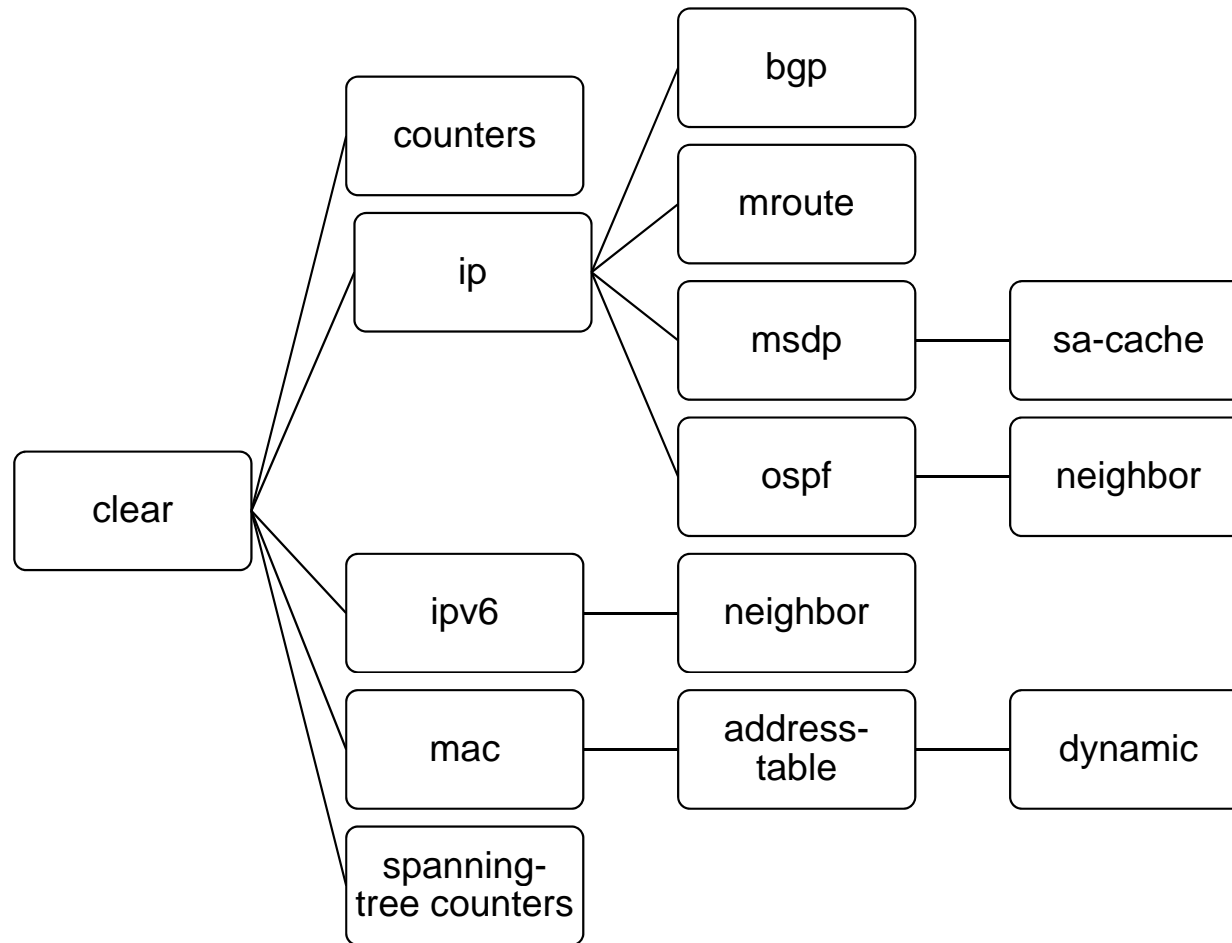 clear
counters
ip
bgp
mroute
msdp
sa-cache
ospf
neighbor
ipv6
neighbor
mac
address-
table
dynamic
spanning-
tree counters